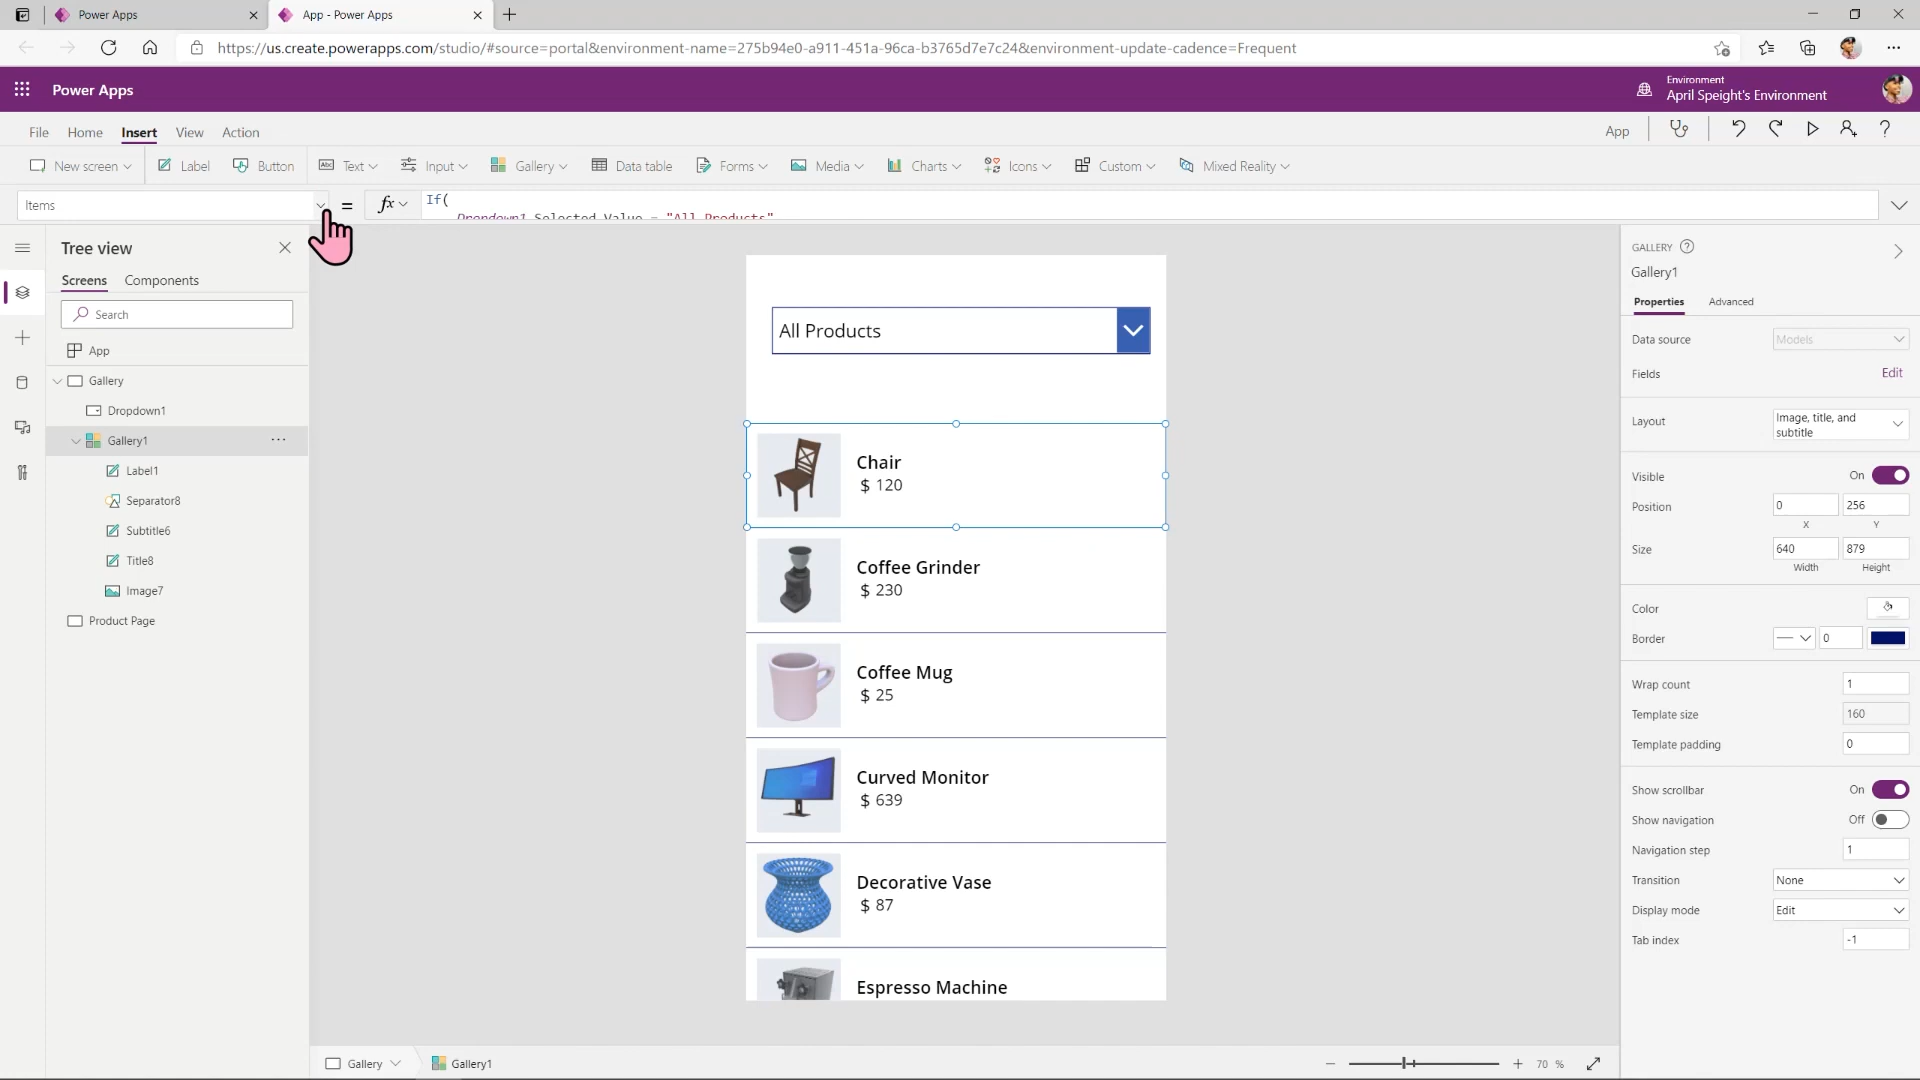 Power Apps
App - Power Apps
https://us.create.powerapps.com/studio/#source=portal&environment-name=275b94e0-a911-451a-96ca-b3765d7e7c24&environment-update-cadence=Frequent
Power Apps
Environment
April Speight's Environment
File Home Insert View Action
App
New screen Label Button Text Input Gallery Data table Forms Media Charts Icons Custom Mixed Reality
Items
=
fx
If(
Dropdown1.Selected.Value = "All Products"
Tree view
Screens Components
Search
App
Gallery
Dropdown1
Gallery1
Label1
Separator8
Subtitle6
Title8
Image7
Product Page
All Products
Chair
$ 120
Coffee Grinder
$ 230
Coffee Mug
$ 25
Curved Monitor
$ 639
Decorative Vase
$ 87
Espresso Machine
Gallery
Gallery1
70 %
GALLERY
Gallery1
Properties Advanced
Data source Models
Fields Edit
Layout Image, title, and
subtitle
Visible On
Position 0 256
X Y
Size 640 879
Width Height
Color
Border 0
Wrap count 1
Template size 160
Template padding 0
Show scrollbar On
Show navigation Off
Navigation step 1
Transition None
Display mode Edit
Tab index -1